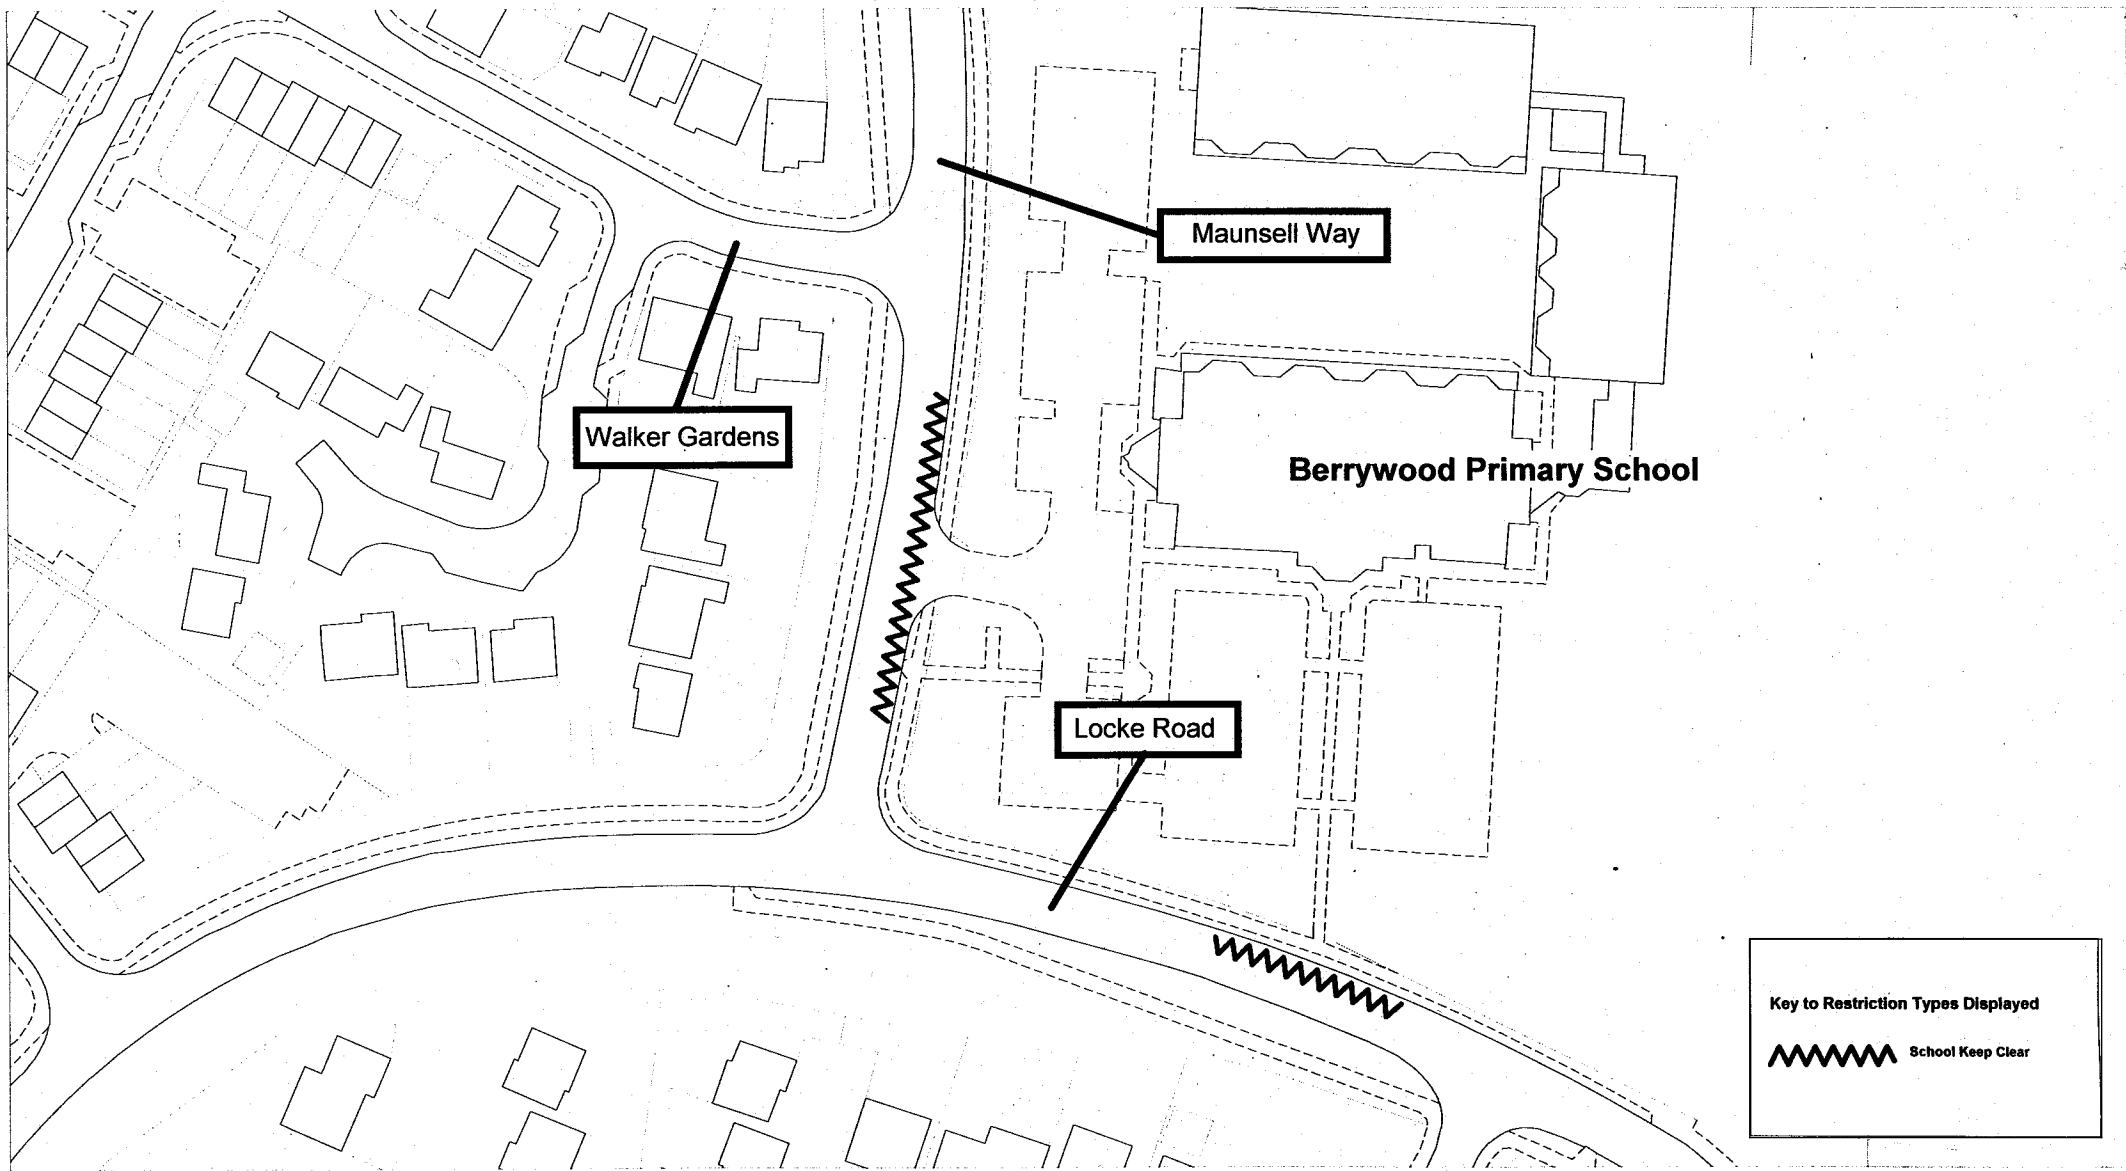 Maunsell Way
Walker Gardens
Berrywood Primary School
Locke Road
Key to Restriction Types Displayed
School Keep Clear